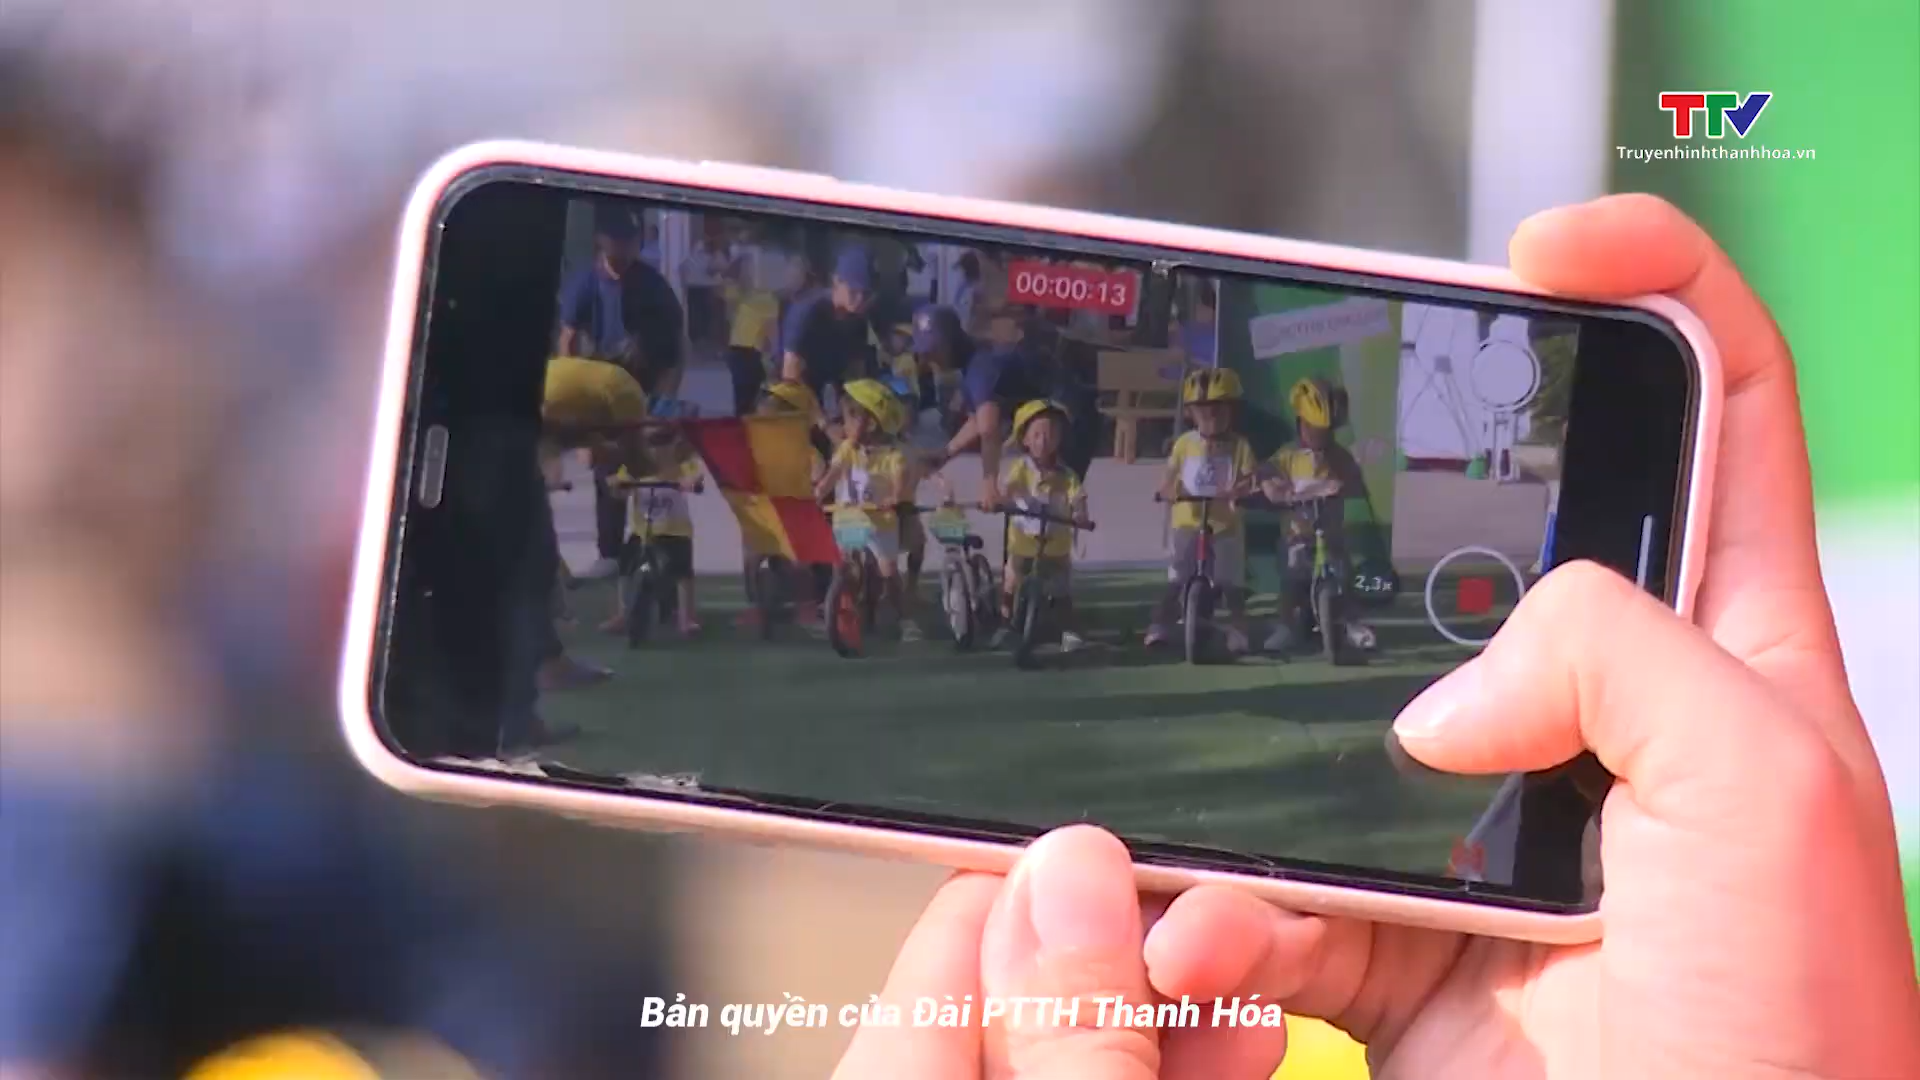 TTV
Truyenhinhthanhhoa.vn
00:00:13
2,3x
Bản quyền của Đài PTTH Thanh Hóa